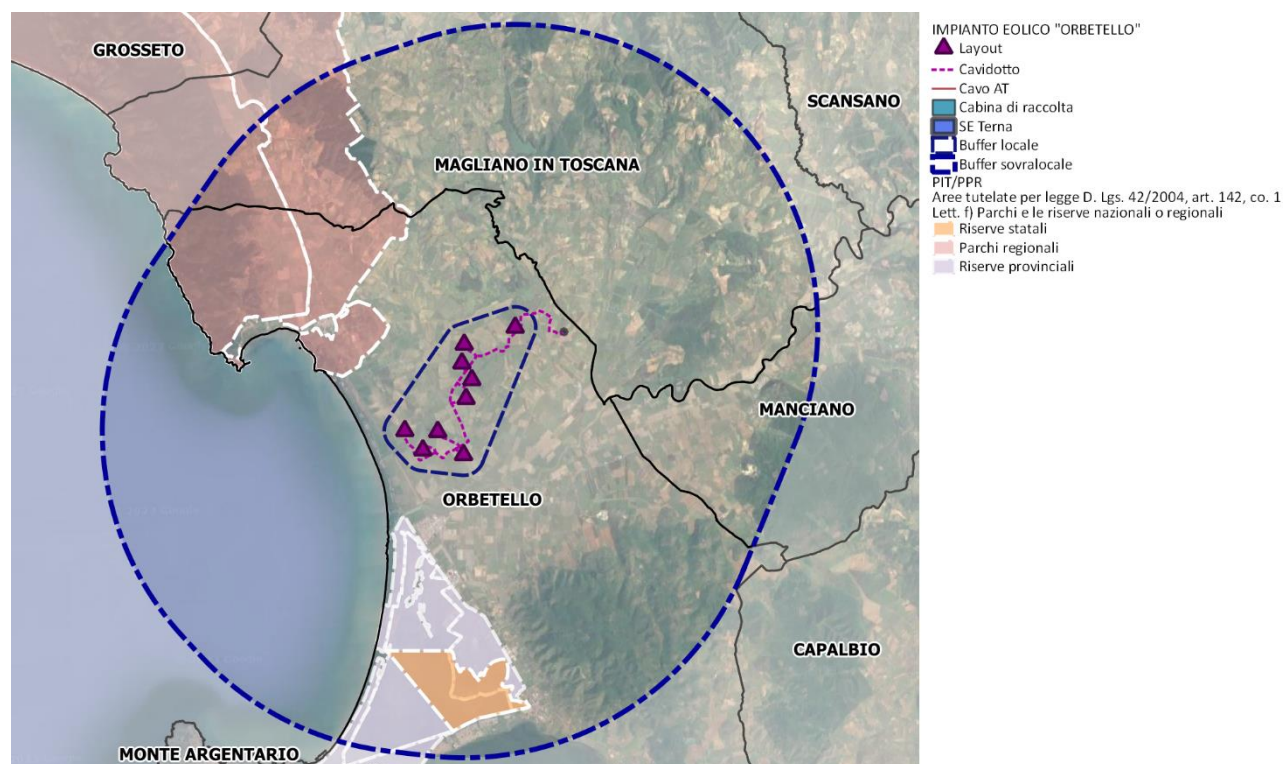 GROSSETO
SCANSANO
MAGLIANO IN TOSCANA
MANCIANO
ORBETELLO
CAPALBIO
MONTE ARGENTARIO
IMPIANTO EOLICO "ORBETELLO"
Layout
Cavidotto
Cavo AT
Cabina di raccolta
SE Terna
Buffer locale
Buffer sovralocale
PIT/PPR
Aree tutelate per legge D. Lgs. 42/2004, art. 142, co. 1
Lett. f) Parchi e le riserve nazionali o regionali
Riserve statali
Parchi regionali
Riserve provinciali